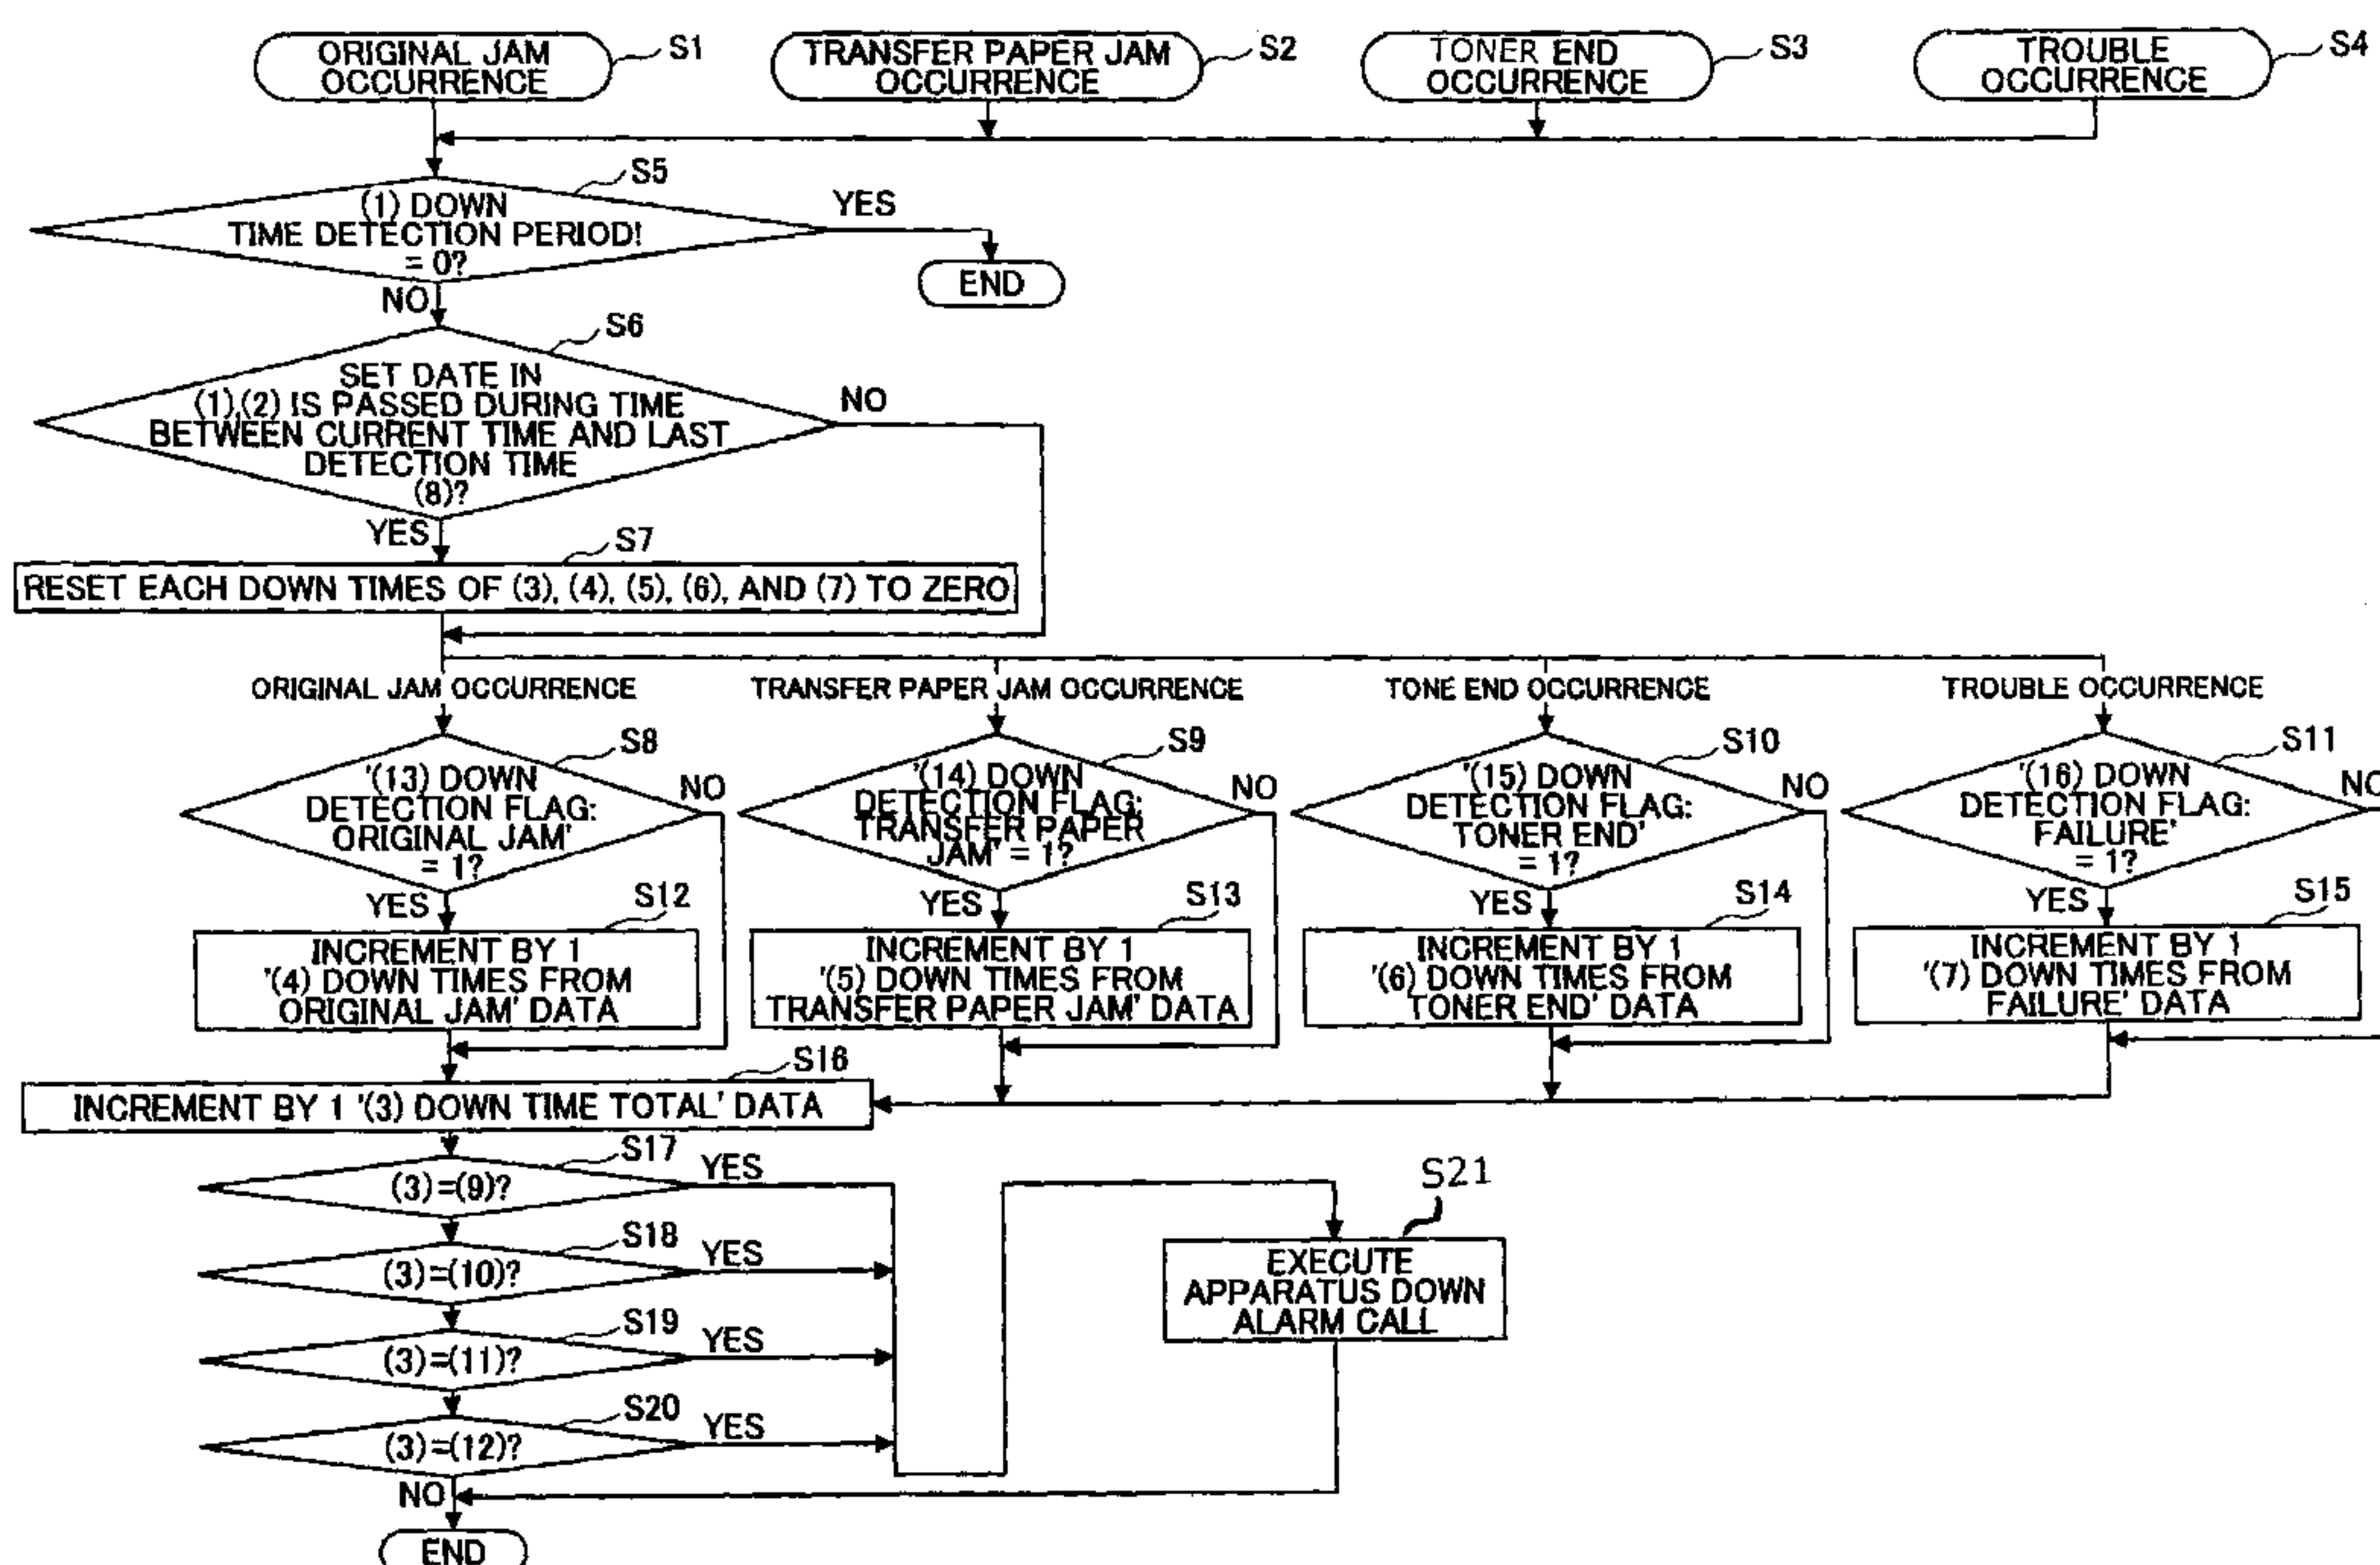 ORIGINAL JAM
OCCURRENCE
S1
TRANSFER PAPER JAM
OCCURRENCE
S2
TONER END
OCCURRENCE
S3
TROUBLE
OCCURRENCE
S4
S5
(1) DOWN
TIME DETECTION PERIOD!
= 0?
YES
END
NO
S6
SET DATE IN
(1),(2) IS PASSED DURING TIME
BETWEEN CURRENT TIME AND LAST
DETECTION TIME
(8)?
NO
YES
S7
RESET EACH DOWN TIMES OF (3), (4), (5), (6), AND (7) TO ZERO
ORIGINAL JAM OCCURRENCE
TRANSFER PAPER JAM OCCURRENCE
TONE END OCCURRENCE
TROUBLE OCCURRENCE
S8
'(13) DOWN
DETECTION FLAG:
ORIGINAL JAM'
= 1?
NO
YES
S9
'(14) DOWN
DETECTION FLAG:
TRANSFER PAPER
JAM' = 1?
NO
YES
S10
'(15) DOWN
DETECTION FLAG:
TONER END'
= 1?
NO
YES
S11
'(16) DOWN
DETECTION FLAG:
FAILURE'
= 1?
NO
YES
S12
INCREMENT BY 1
'(4) DOWN TIMES FROM
ORIGINAL JAM' DATA
S13
INCREMENT BY 1
'(5) DOWN TIMES FROM
TRANSFER PAPER JAM' DATA
S14
INCREMENT BY 1
'(6) DOWN TIMES FROM
TONER END' DATA
S15
INCREMENT BY 1
'(7) DOWN TIMES FROM
FAILURE' DATA
S16
INCREMENT BY 1 '(3) DOWN TIME TOTAL' DATA
S17
(3)=(9)?
YES
S18
(3)=(10)?
YES
S19
(3)=(11)?
YES
S20
(3)=(12)?
YES
NO
S21
EXECUTE
APPARATUS DOWN
ALARM CALL
END